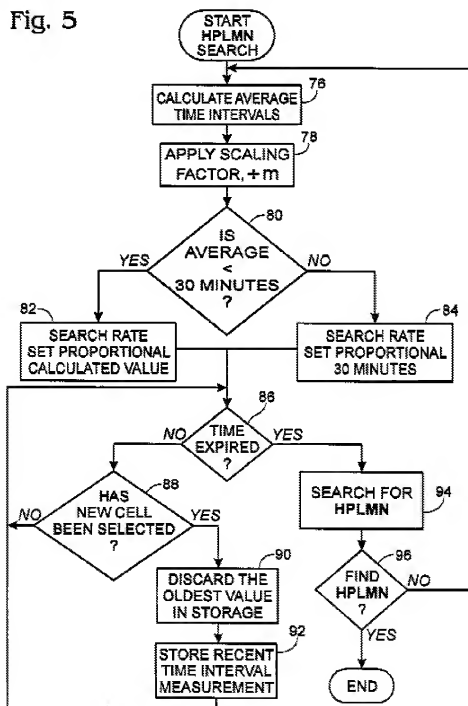 Fig. 5
START
HPLMN
SEARCH
76
CALCULATE AVERAGE
TIME INTERVALS
78
APPLY SCALING
FACTOR, +m
80
IS
AVERAGE
<
30 MINUTES
?
YES
NO
82
SEARCH RATE
SET PROPORTIONAL
CALCULATED VALUE
84
SEARCH RATE
SET PROPORTIONAL
30 MINUTES
86
TIME
EXPIRED
?
NO
YES
88
HAS
NEW CELL
BEEN SELECTED
?
NO
YES
94
SEARCH FOR
HPLMN
90
DISCARD THE
OLDEST VALUE
IN STORAGE
96
FIND
HPLMN
?
NO
YES
92
STORE RECENT
TIME INTERVAL
MEASUREMENT
END